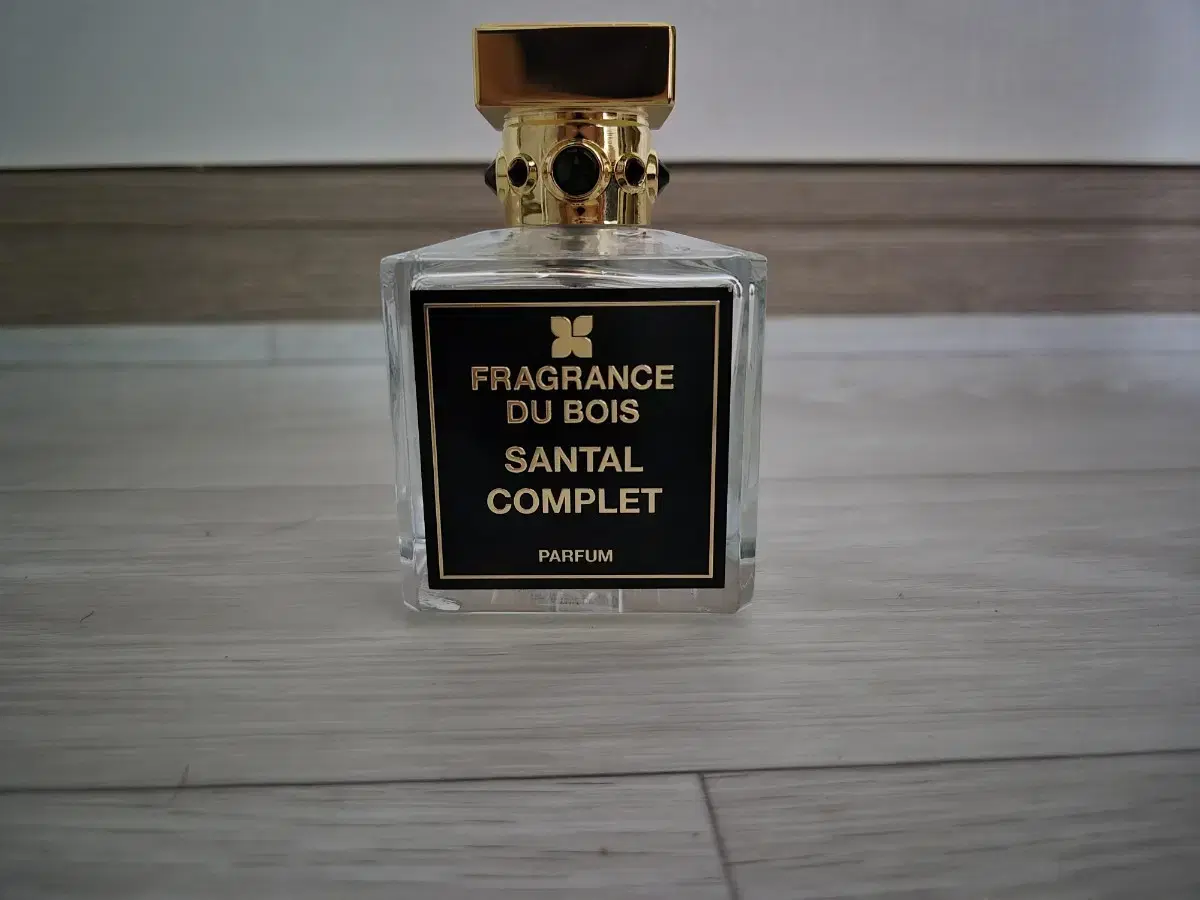 FRAGRANCE
DU BOIS
SANTAL
COMPLET
PARFUM